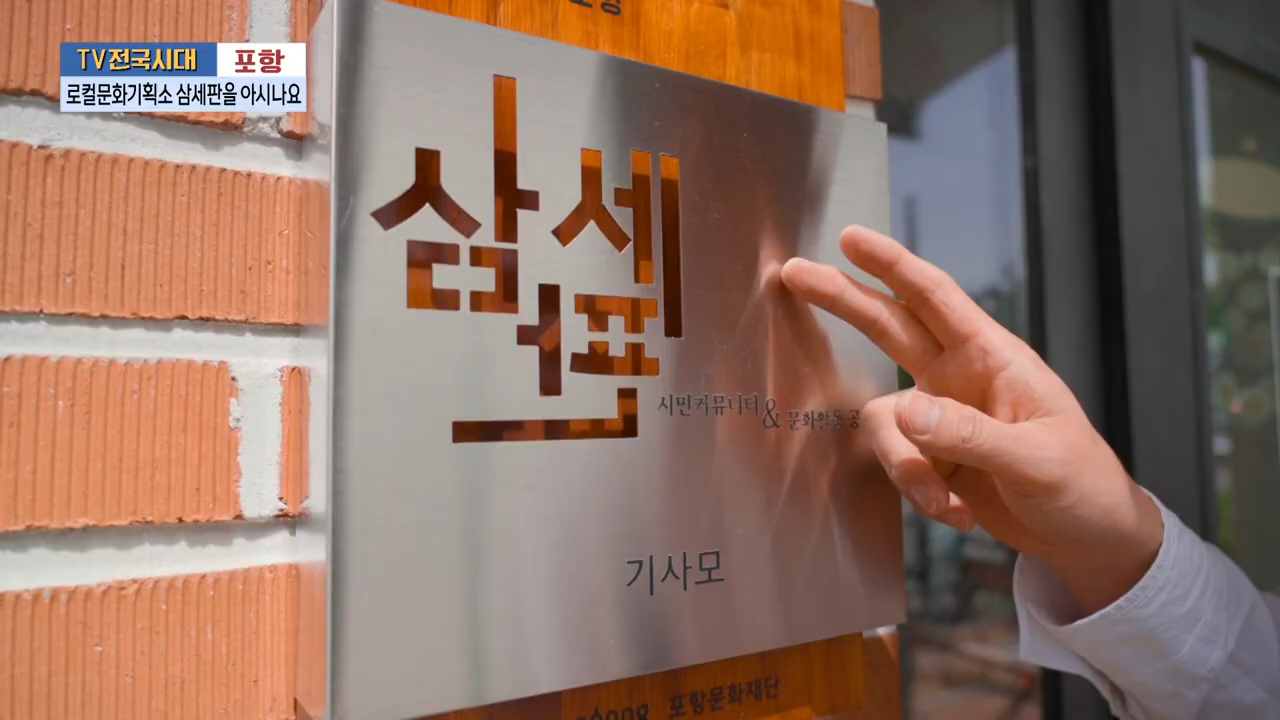 TV전국시대 포항
로컬문화기획소 삼세판을 아시나요
삼세판
시민커뮤니티 & 문화활동공
기사모
포항문화재단